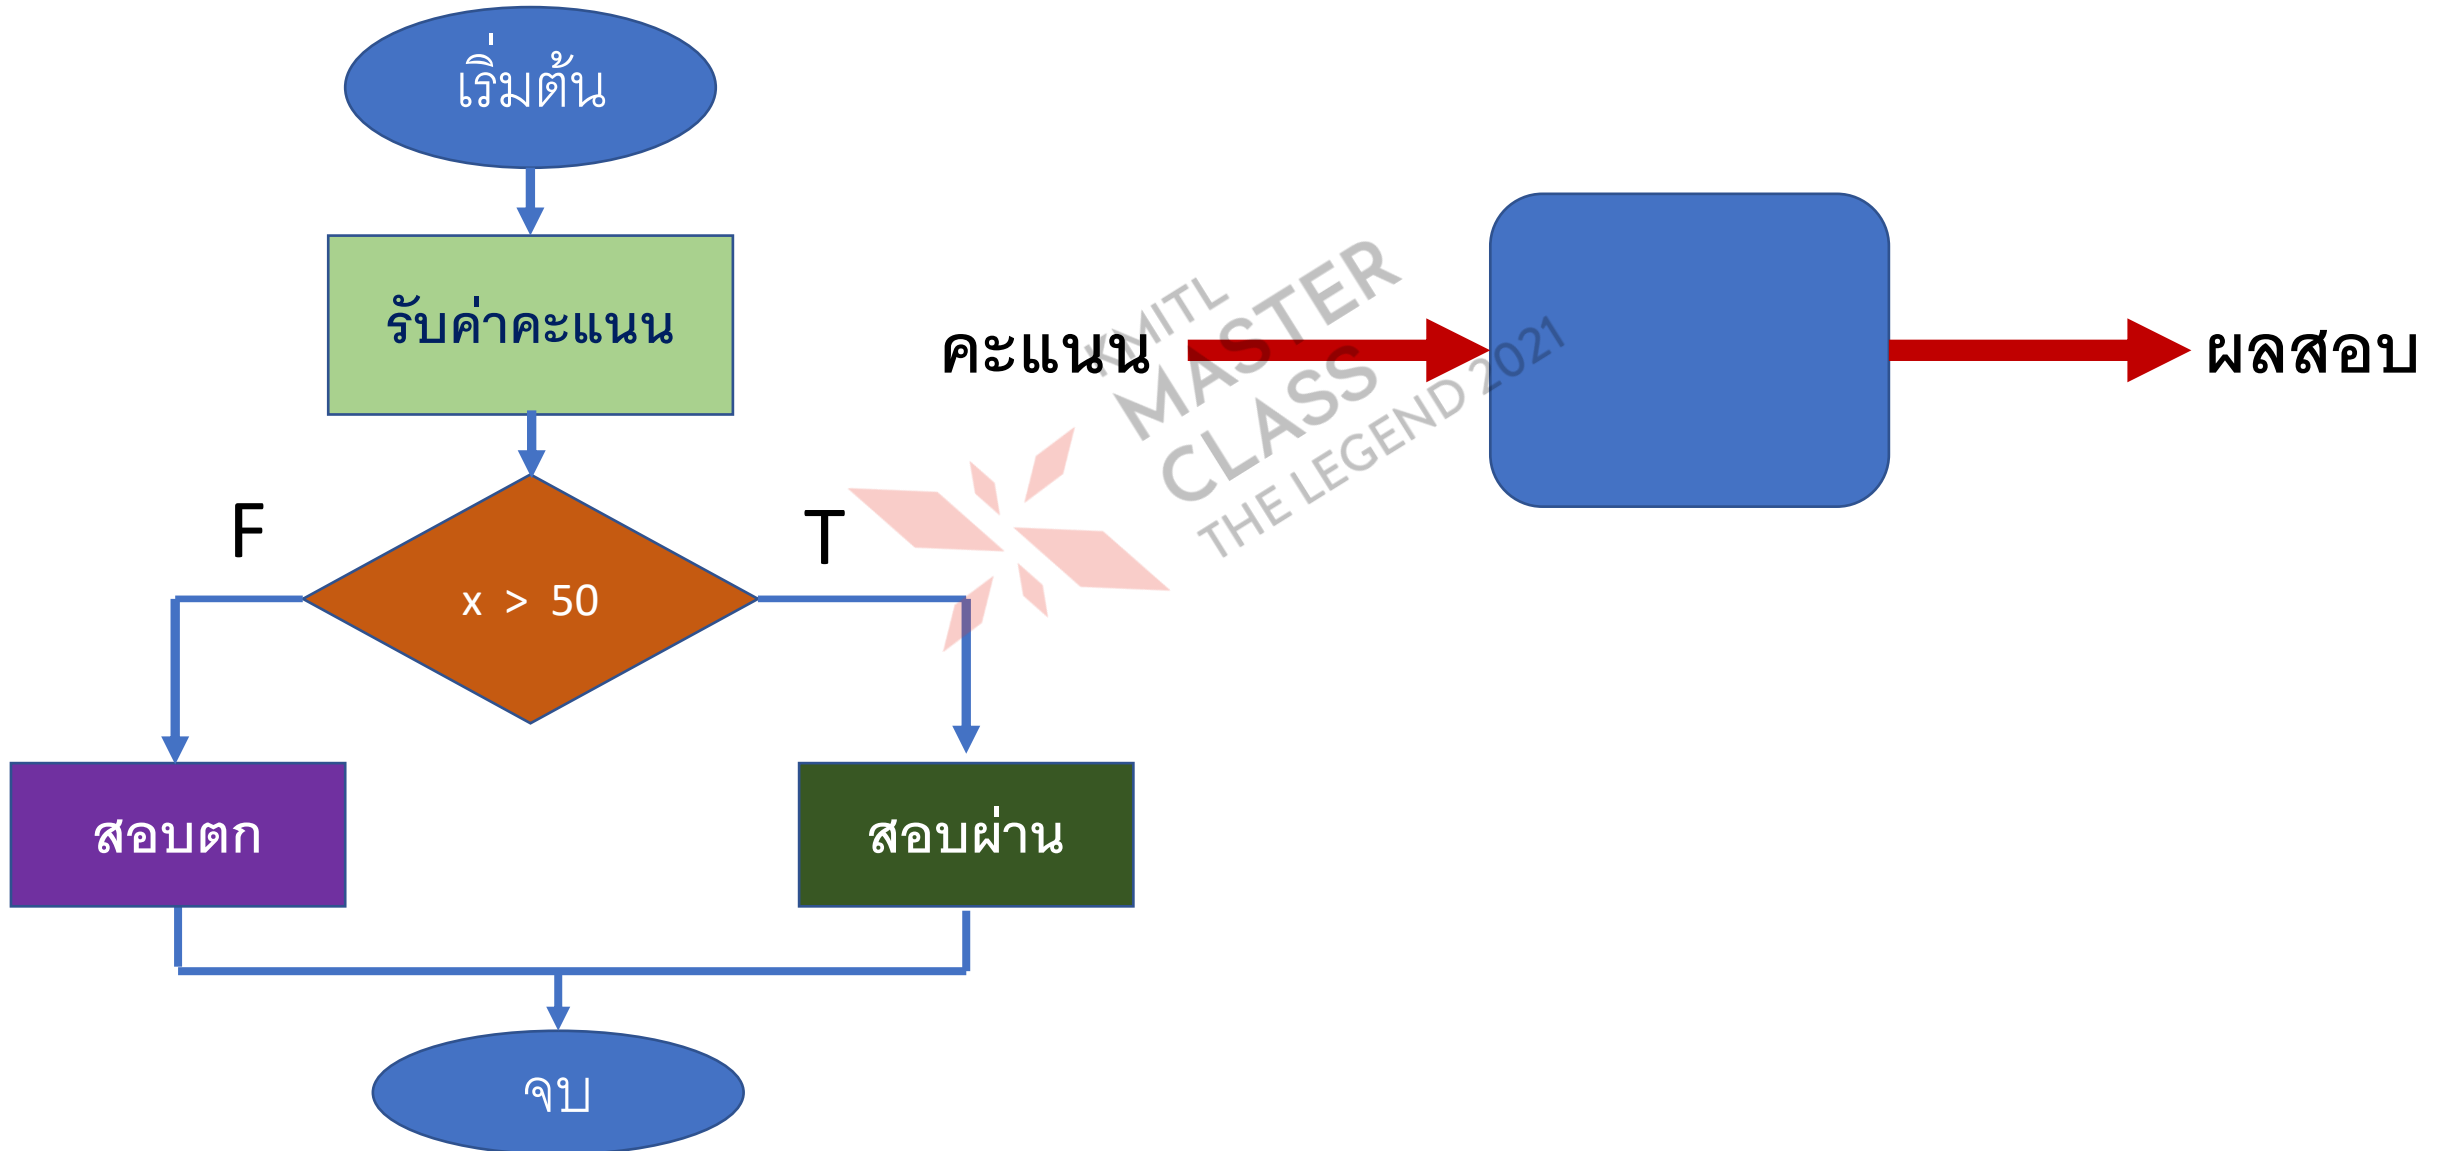 เริ่มต้น
รับค่าคะแนน
F
T
x > 50
สอบตก
สอบผ่าน
จบ
คะแนน
ผลสอบ
KMITL
MASTER
CLASS
THE LEGEND 2021